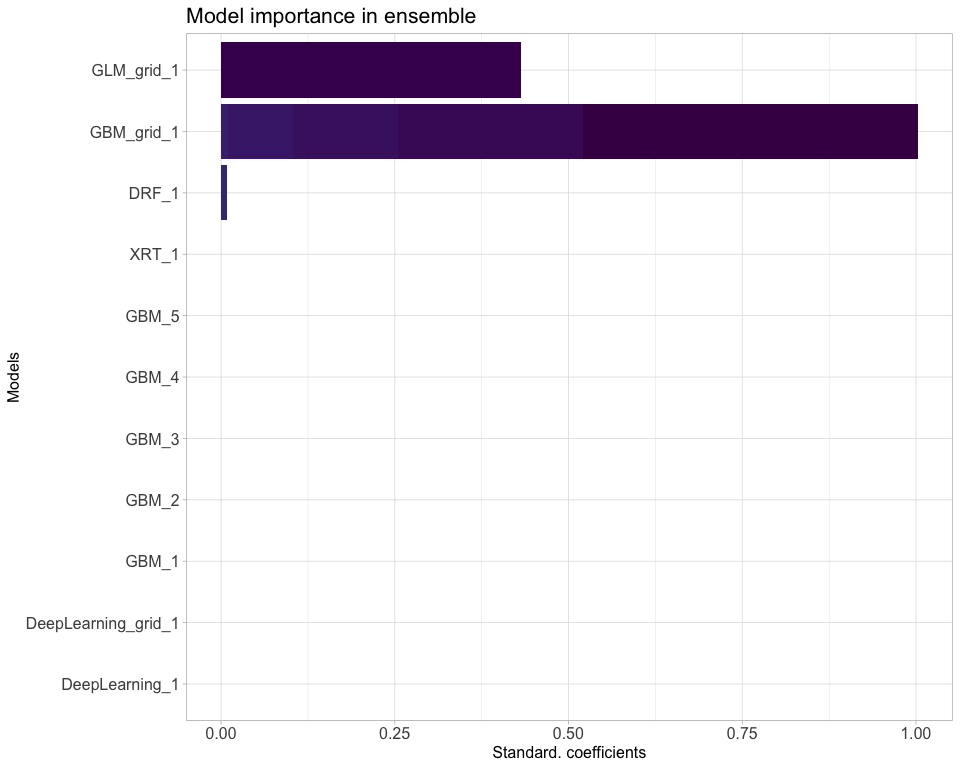 Model importance in ensemble
GLM_grid_1
GBM_grid_1
DRF_1
XRT_1
GBM_5
GBM_4
GBM_3
GBM_2
GBM_1
DeepLearning_grid_1
DeepLearning_1
Models
0.00 0.25 0.50 0.75 1.00
Standard. coefficients